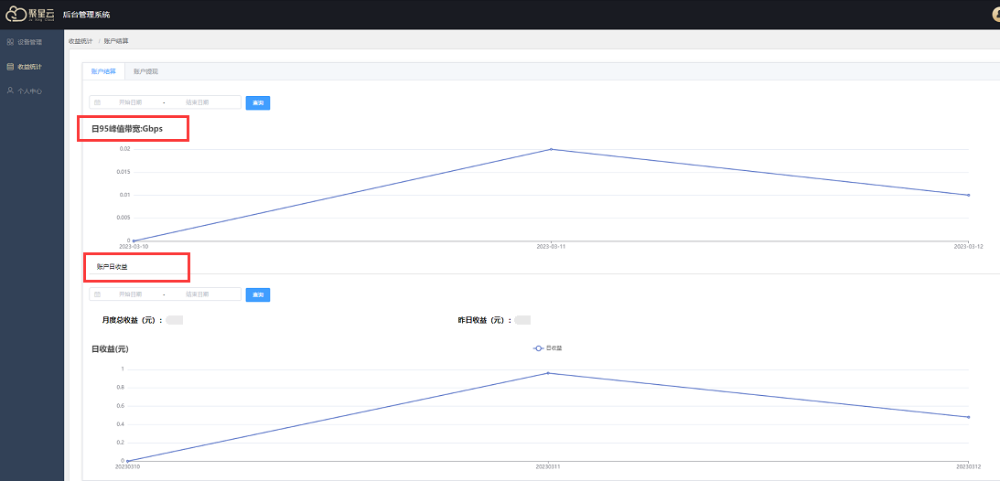 聚星云 后台管理系统
Ju Xing Cloud
设备管理
收益统计
个人中心
收益统计 / 账户结算
账户结算 账户提现
开始日期 - 结束日期 查询
日95峰值带宽:Gbps
0.02
0.015
0.01
0.005
0
2023-03-10 2023-03-11 2023-03-12
账户日收益
开始日期 - 结束日期 查询
月度总收益（元）： 昨日收益（元）：
日收益(元) 日收益
1
0.8
0.6
0.4
0.2
0
20230310 20230311 20230312